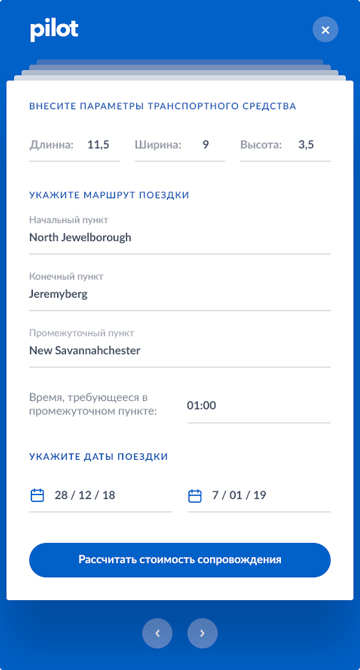 pilot
ВНЕСИТЕ ПАРАМЕТРЫ ТРАНСПОРТНОГО СРЕДСТВА
Длинна: 11,5 Ширина: 9 Высота: 3,5
УКАЖИТЕ МАРШРУТ ПОЕЗДКИ
Начальный пункт
North Jewelborough
Конечный пункт
Jeremyberg
Промежуточный пункт
New Savannahchester
Время, требующееся в
промежуточном пункте:
01:00
УКАЖИТЕ ДАТЫ ПОЕЗДКИ
28 / 12 / 18 7 / 01 / 19
Рассчитать стоимость сопровождения